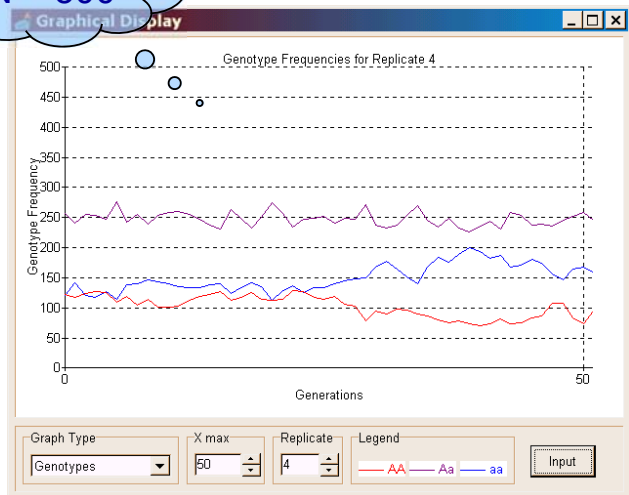 Graphical Display
Genotype Frequencies for Replicate 4
500
450
400
350
300
250
200
150
100
50
0
Genotype Frequency
0
50
Generations
Graph Type
Genotypes
X max
50
Replicate
4
Legend
AA
Aa
aa
Input